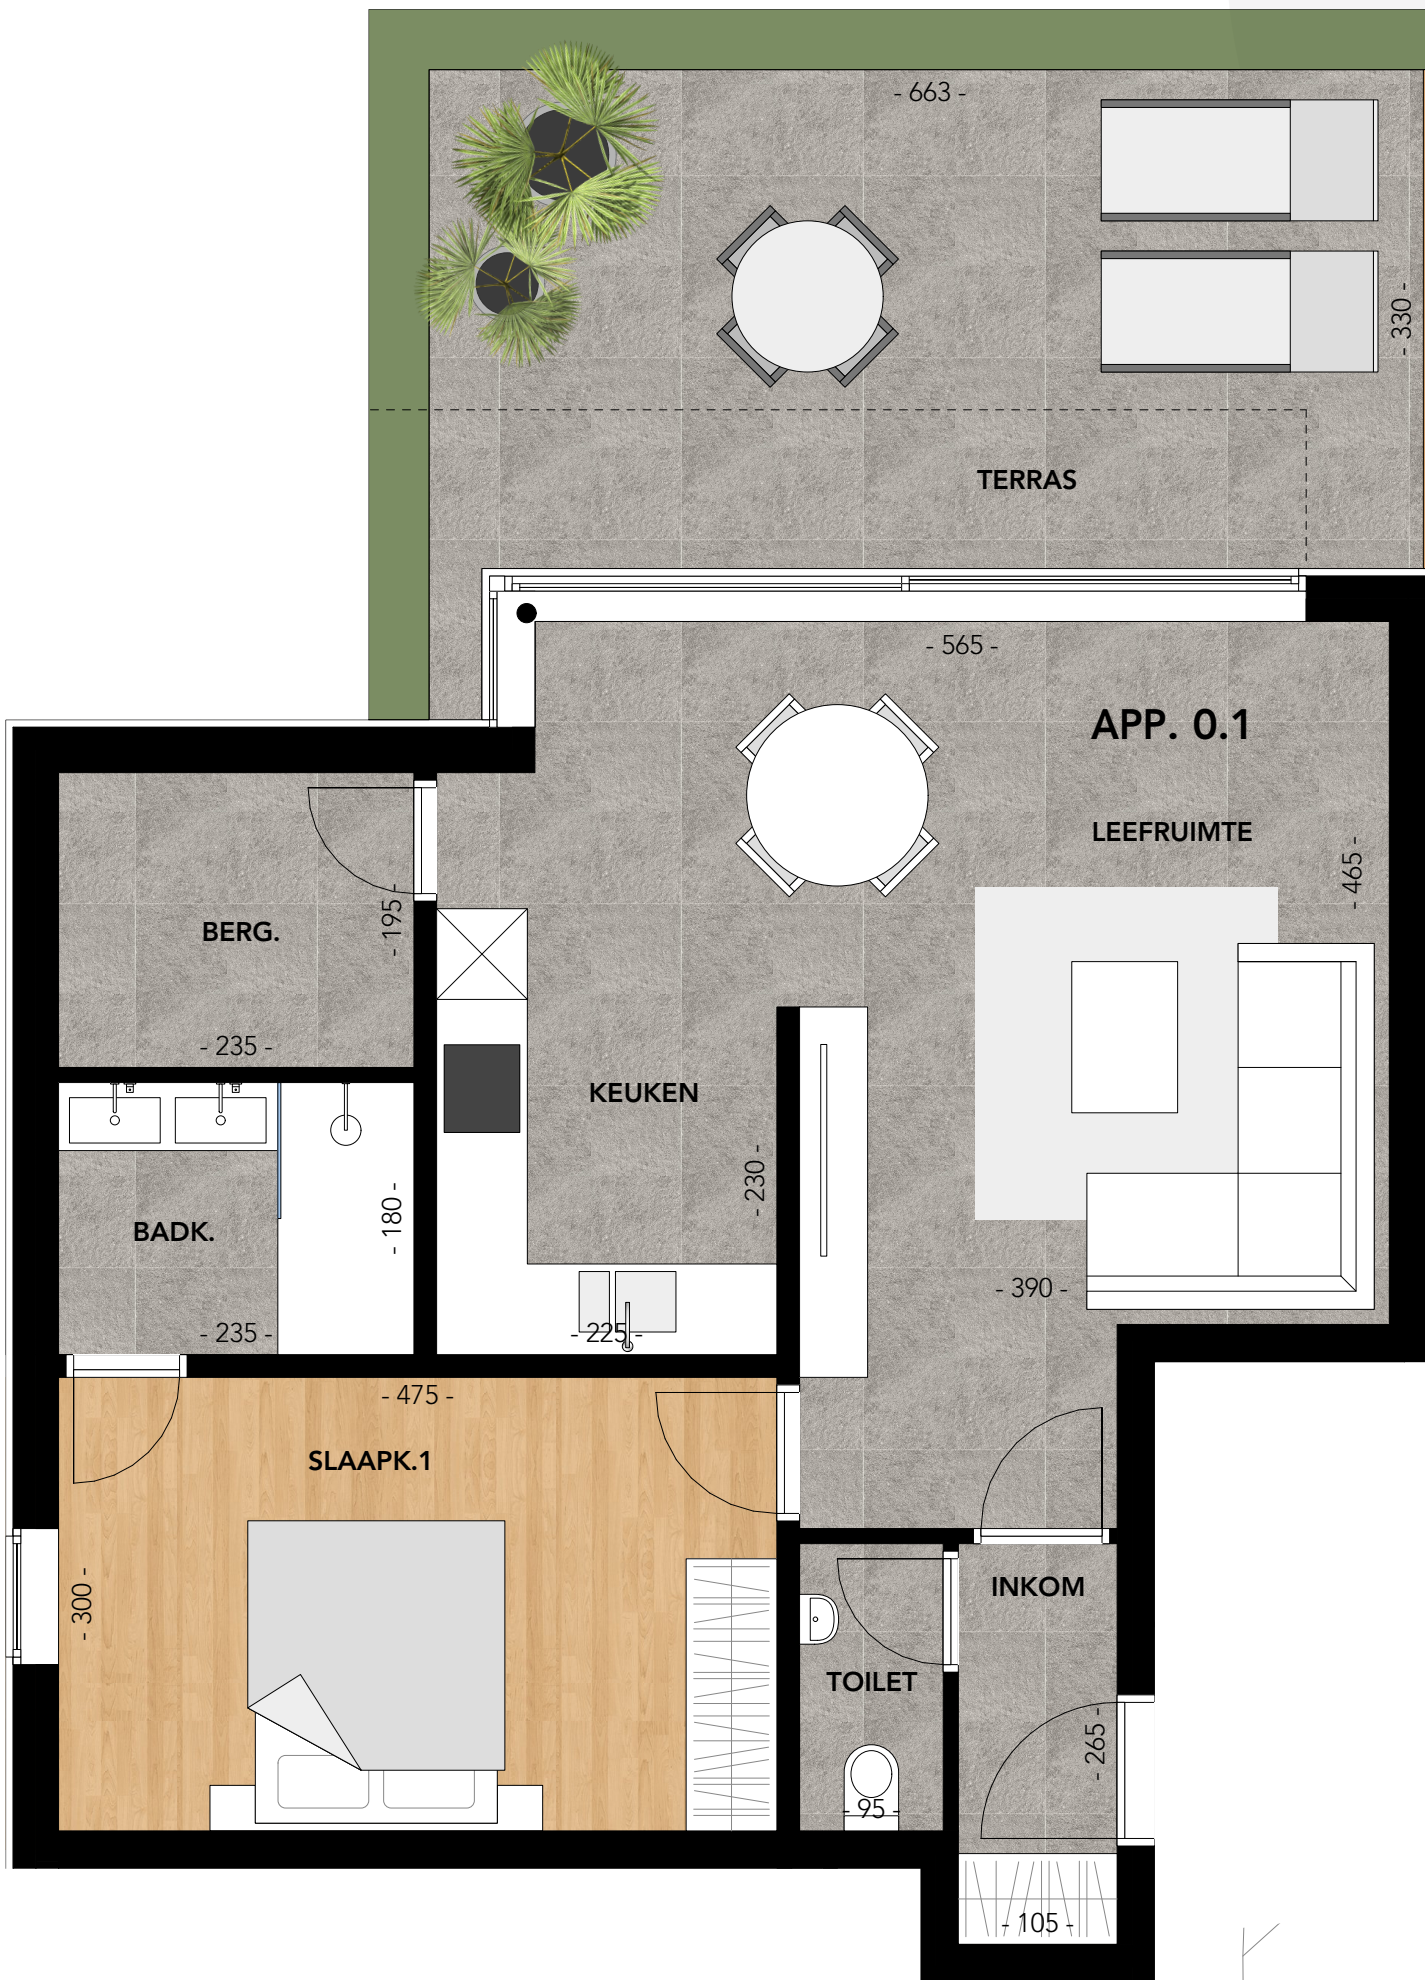 - 663 -
- 330 -
TERRAS
- 565 -
APP. 0.1
LEEFRUIMTE
- 465 -
- 195 -
BERG.
- 235 -
KEUKEN
- 230 -
- 180 -
BADK.
- 390 -
- 235 -
- 225 -
- 475 -
SLAAPK.1
- 300 -
INKOM
TOILET
- 265 -
- 95 -
- 105 -